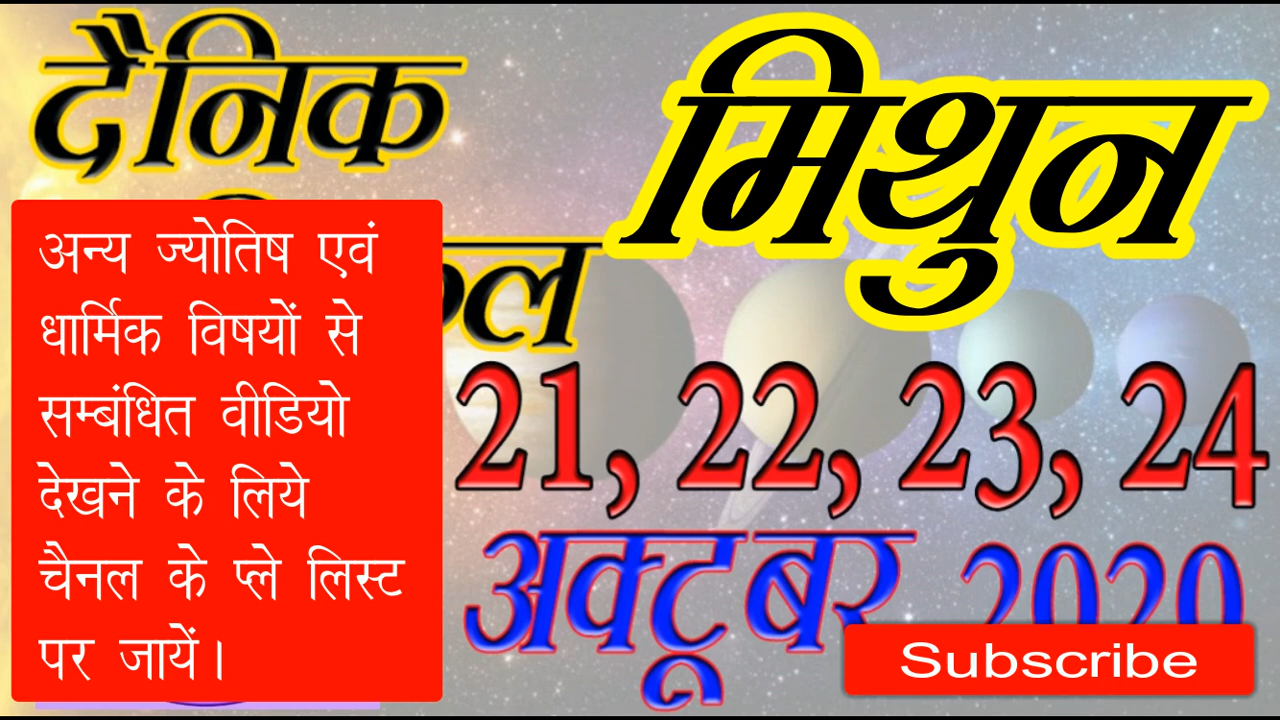 दैनिक
मिथुन
अन्य ज्योतिष एवं
धार्मिक विषयों से
सम्बंधित वीडियो
देखने के लिये
चैनल के प्ले लिस्ट
पर जायें।
21, 22, 23, 24
अक्टूबर 2020
Subscribe